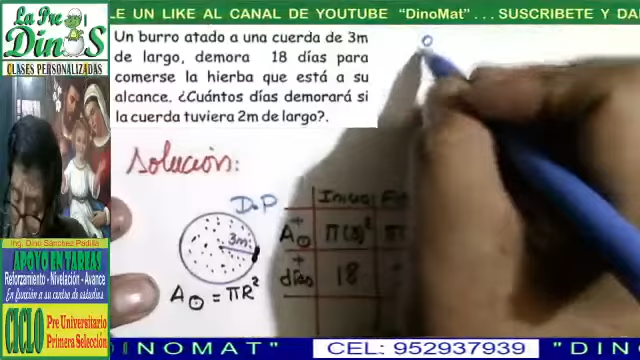 La Pre
DinoS
CLASES PERSONALIZADAS
LE UN LIKE AL CANAL DE YOUTUBE "DinoMat" . . . SUSCRIBETE Y DA
Un burro atado a una cuerda de 3m
de largo, demora 18 días para
comerse la hierba que está a su
alcance. ¿Cuántos días demorará si
la cuerda tuviera 2m de largo?.
Solución:
D.P
3m
A = πR²
A π(3)²
días 18
Ing. Dino Sánchez Padilla
APOYO EN TAREAS
Reforzamiento - Nivelación - Avance
En función a su centro de estudios
CICLO Pre Universitario
Primera Selección
DINOMAT" CEL: 952937939 "DIN